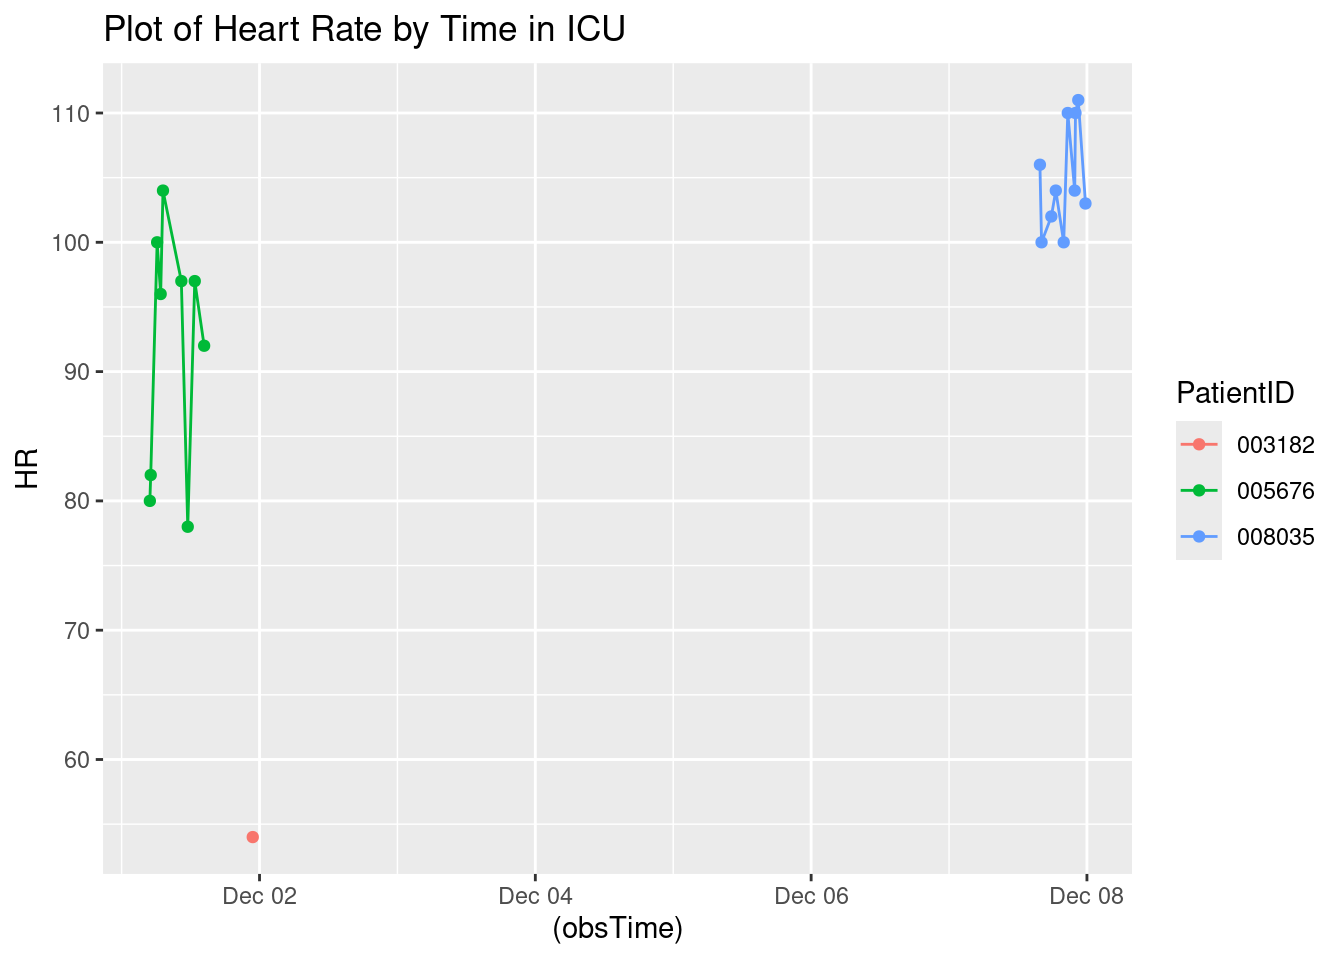 Plot of Heart Rate by Time in ICU
110
100
90
80
70
60
HR
Dec 02
Dec 04
Dec 06
Dec 08
(obsTime)
PatientID
003182
005676
008035